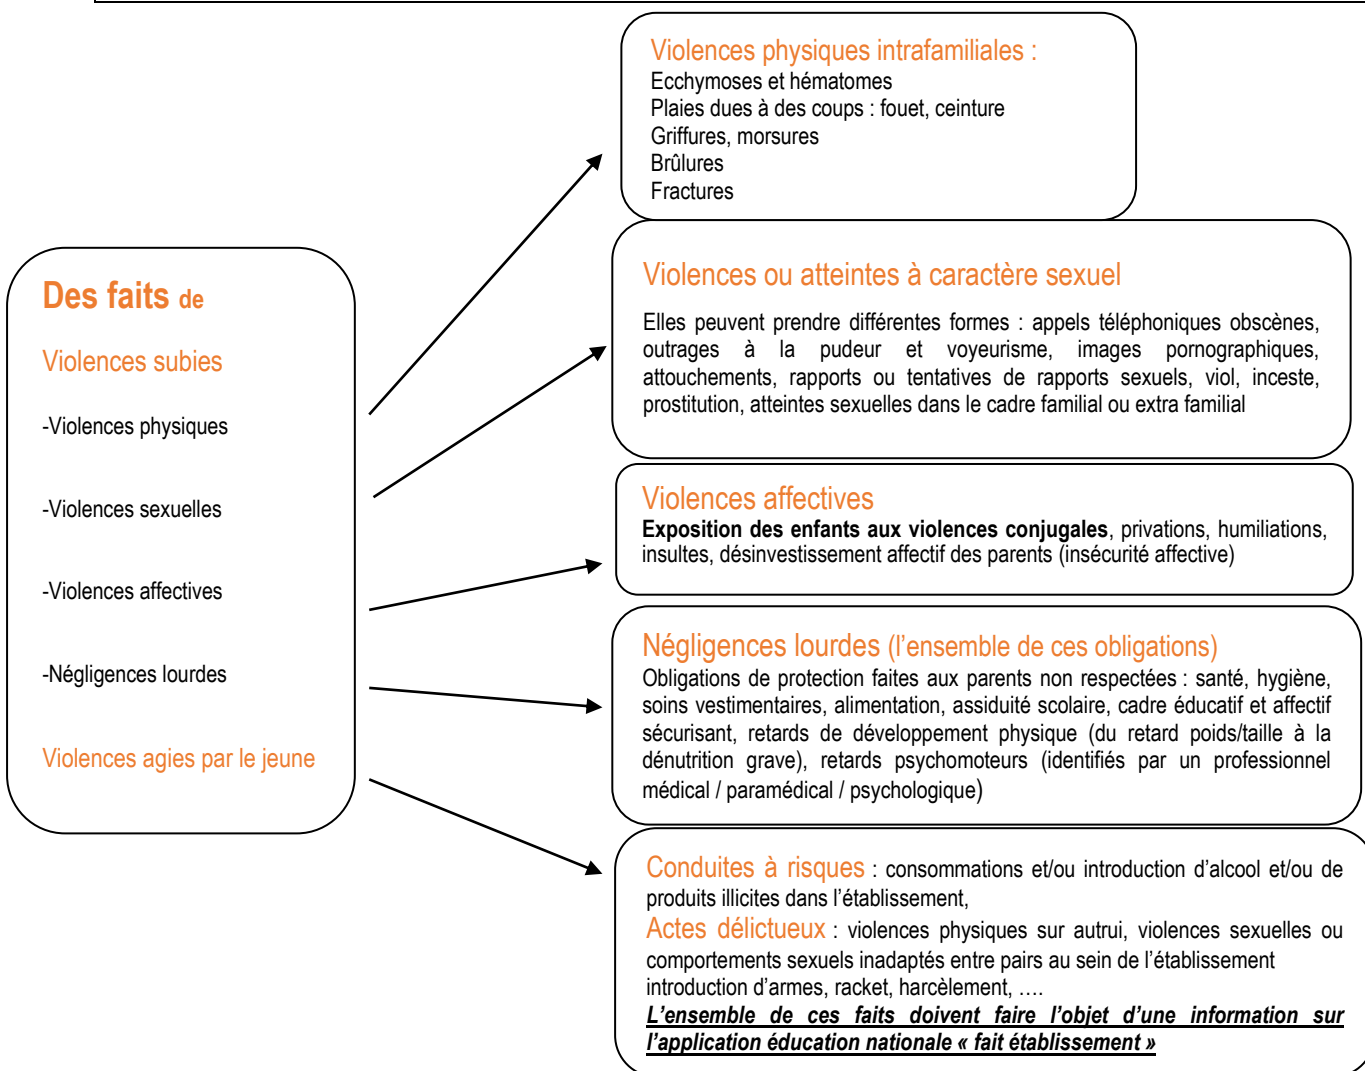 Des faits de
Violences subies
-Violences physiques
-Violences sexuelles
-Violences affectives
-Négligences lourdes
Violences agies par le jeune
Violences physiques intrafamiliales :
Ecchymoses et hématomes
Plaies dues à des coups : fouet, ceinture
Griffures, morsures
Brûlures
Fractures
Violences ou atteintes à caractère sexuel
Elles peuvent prendre différentes formes : appels téléphoniques obscènes,
outrages à la pudeur et voyeurisme, images pornographiques,
attouchements, rapports ou tentatives de rapports sexuels, viol, inceste,
prostitution, atteintes sexuelles dans le cadre familial ou extra familial
Violences affectives
Exposition des enfants aux violences conjugales, privations, humiliations,
insultes, désinvestissement affectif des parents (insécurité affective)
Négligences lourdes (l’ensemble de ces obligations)
Obligations de protection faites aux parents non respectées : santé, hygiène,
soins vestimentaires, alimentation, assiduité scolaire, cadre éducatif et affectif
sécurisant, retards de développement physique (du retard poids/taille à la
dénutrition grave), retards psychomoteurs (identifiés par un professionnel
médical / paramédical / psychologique)
Conduites à risques : consommations et/ou introduction d’alcool et/ou de
produits illicites dans l’établissement,
Actes délictueux : violences physiques sur autrui, violences sexuelles ou
comportements sexuels inadaptés entre pairs au sein de l’établissement
introduction d’armes, racket, harcèlement, ….
L’ensemble de ces faits doivent faire l’objet d’une information sur
l’application éducation nationale « fait établissement »